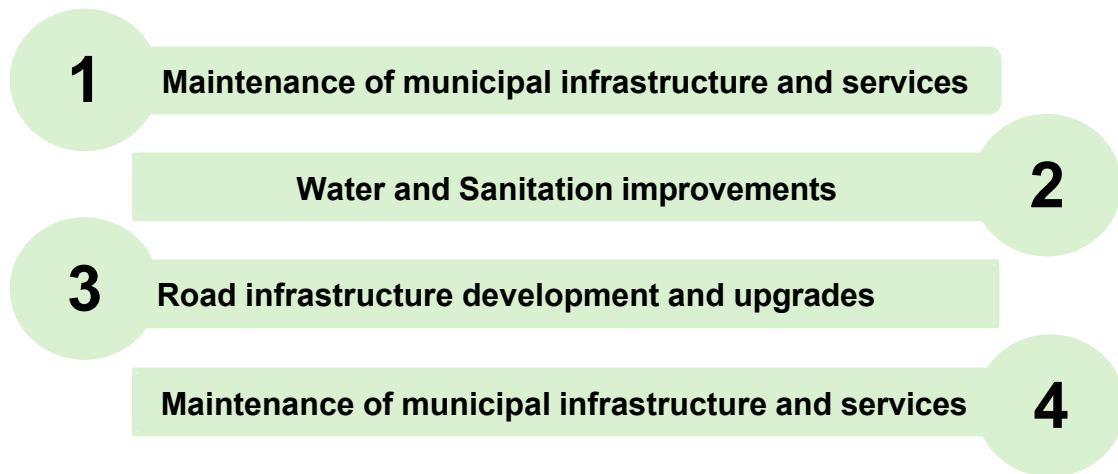 1 Maintenance of municipal infrastructure and services
Water and Sanitation improvements 2
3 Road infrastructure development and upgrades
Maintenance of municipal infrastructure and services 4